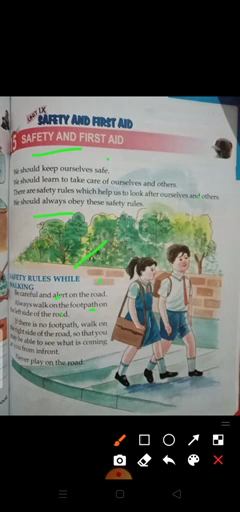 UNIT IX
SAFETY AND FIRST AID
5 SAFETY AND FIRST AID
We should keep ourselves safe.
We should learn to take care of ourselves and others.
There are safety rules which help us to look after ourselves and others.
We should always obey these safety rules.
SAFETY RULES WHILE
WALKING
Be careful and alert on the road.
Always walk on the footpath on
the left side of the road.
If there is no footpath, walk on
the right side of the road, so that you
may be able to see what is coming
at you from infront.
Never play on the road.